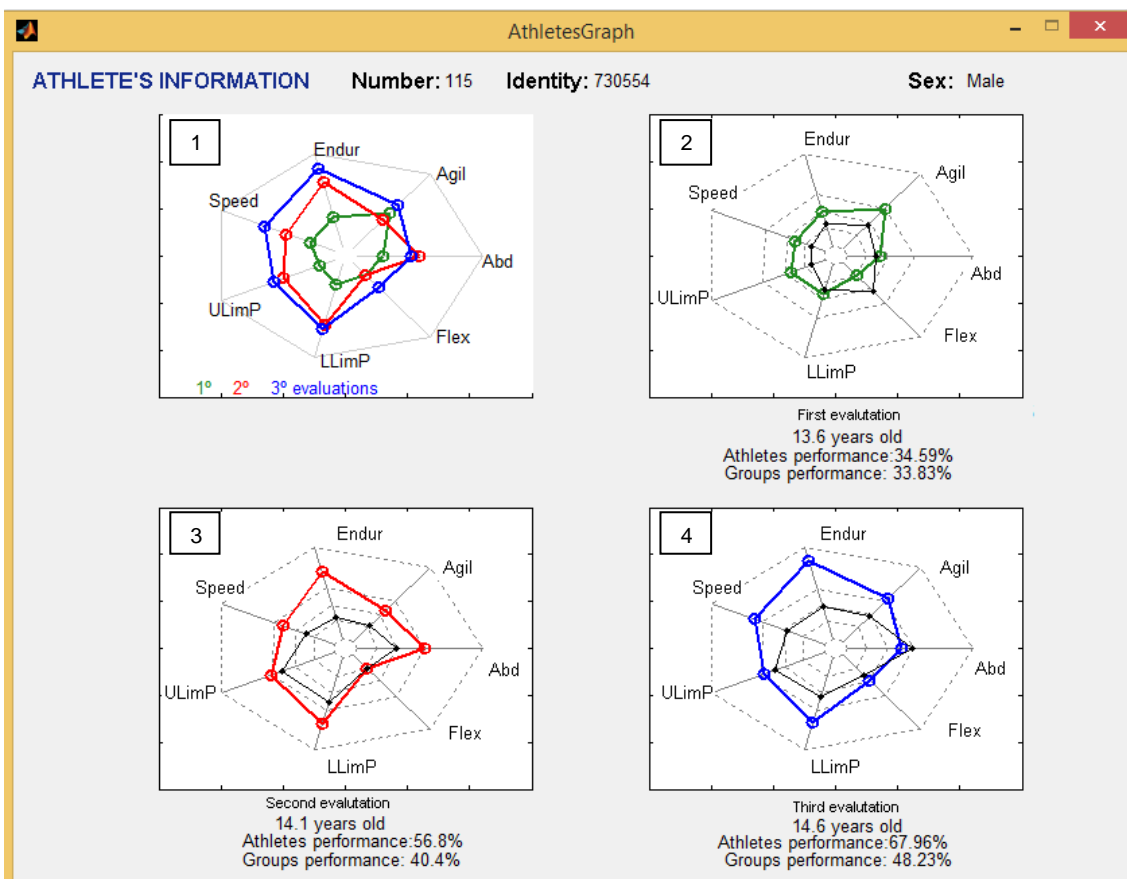 AthletesGraph
ATHLETE'S INFORMATION Number: 115 Identity: 730554 Sex: Male
1
Endur
Agil
Speed
Abd
ULimP
Flex
LLimP
1º 2º 3º evaluations
2
Endur
Agil
Speed
Abd
ULimP
Flex
LLimP
First evalutation
13.6 years old
Athletes performance:34.59%
Groups performance: 33.83%
3
Endur
Agil
Speed
Abd
ULimP
Flex
LLimP
Second evalutation
14.1 years old
Athletes performance:56.8%
Groups performance: 40.4%
4
Endur
Agil
Speed
Abd
ULimP
Flex
LLimP
Third evalutation
14.6 years old
Athletes performance:67.96%
Groups performance: 48.23%